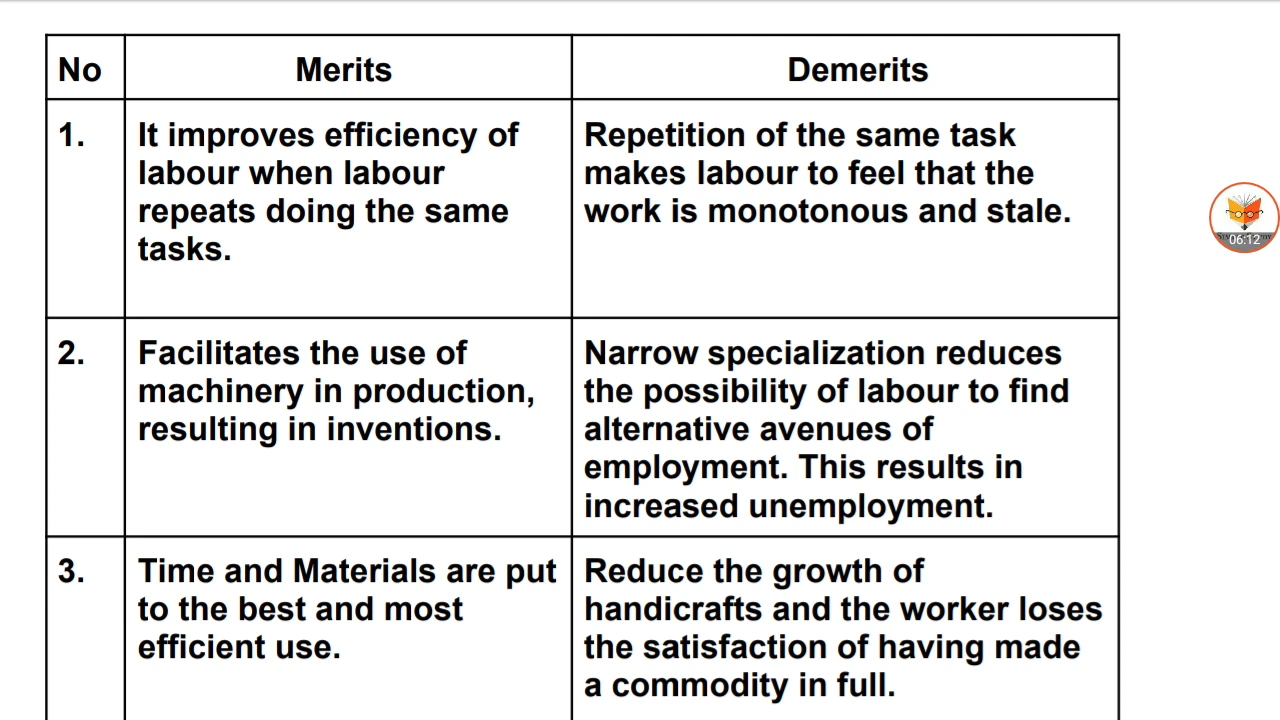 No Merits Demerits
1. It improves efficiency of
labour when labour
repeats doing the same
tasks.
Repetition of the same task
makes labour to feel that the
work is monotonous and stale.
2. Facilitates the use of
machinery in production,
resulting in inventions.
Narrow specialization reduces
the possibility of labour to find
alternative avenues of
employment. This results in
increased unemployment.
3. Time and Materials are put
to the best and most
efficient use.
Reduce the growth of
handicrafts and the worker loses
the satisfaction of having made
a commodity in full.
06:12